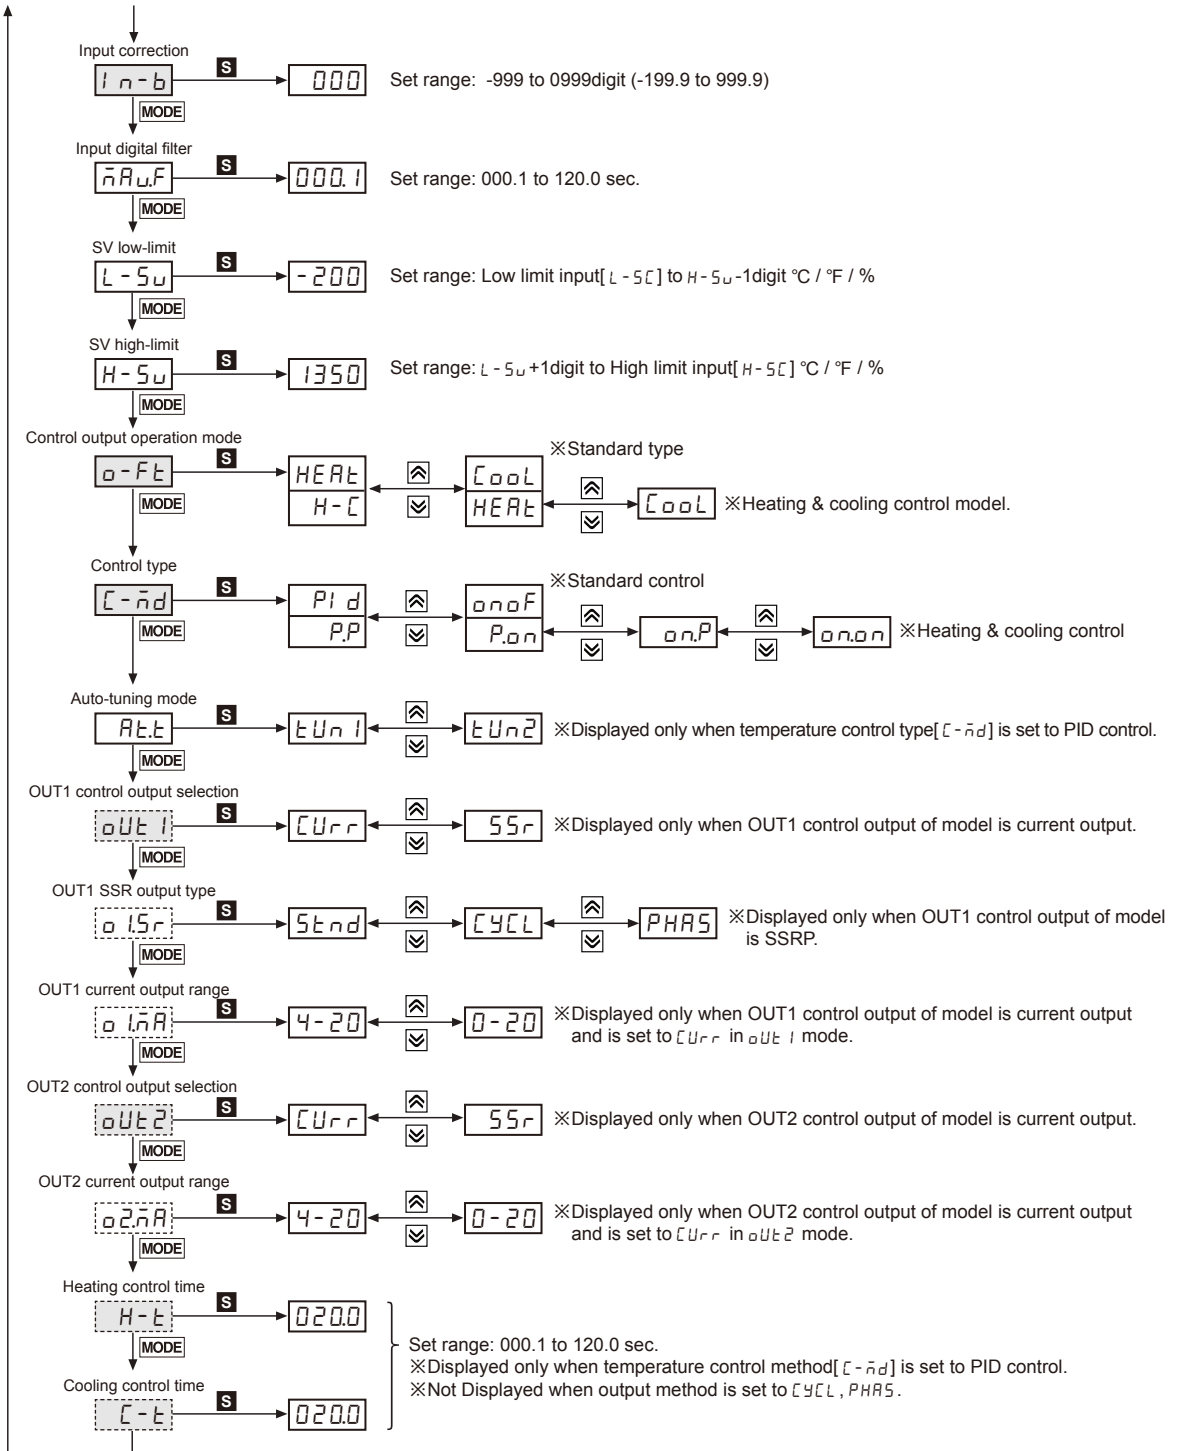 Input correction
In-b S 000 Set range: -999 to 0999digit (-199.9 to 999.9)
MODE
Input digital filter
mAu.F S 000.1 Set range: 000.1 to 120.0 sec.
MODE
SV low-limit
L-Su S -200 Set range: Low limit input[ L-SC ] to H-Su-1digit °C / °F / %
MODE
SV high-limit
H-Su S 1350 Set range: L-Su+1digit to High limit input[ H-SC ] °C / °F / %
MODE
Control output operation mode
※Standard type
o-Ft S HEAt CooL
MODE H-C HEAt CooL ※Heating & cooling control model.
Control type
※Standard control
C-md S PId onoF
MODE P.P P.on on.P on.on ※Heating & cooling control
Auto-tuning mode
At.t S tUn1 tUn2 ※Displayed only when temperature control type[ C-md ] is set to PID control.
MODE
OUT1 control output selection
oUt1 S CUrr SSr ※Displayed only when OUT1 control output of model is current output.
MODE
OUT1 SSR output type
o1.Sr S Stnd CYCL PHAS ※Displayed only when OUT1 control output of model
is SSRP.
MODE
OUT1 current output range
o1.mA S 4-20 0-20 ※Displayed only when OUT1 control output of model is current output
and is set to CUrr in oUt1 mode.
MODE
OUT2 control output selection
oUt2 S CUrr SSr ※Displayed only when OUT2 control output of model is current output.
MODE
OUT2 current output range
o2.mA S 4-20 0-20 ※Displayed only when OUT2 control output of model is current output
and is set to CUrr in oUt2 mode.
MODE
Heating control time
H-t S 020.0
MODE
Set range: 000.1 to 120.0 sec.
※Displayed only when temperature control method[ C-md ] is set to PID control.
※Not Displayed when output method is set to CYCL, PHAS.
Cooling control time
C-t S 020.0